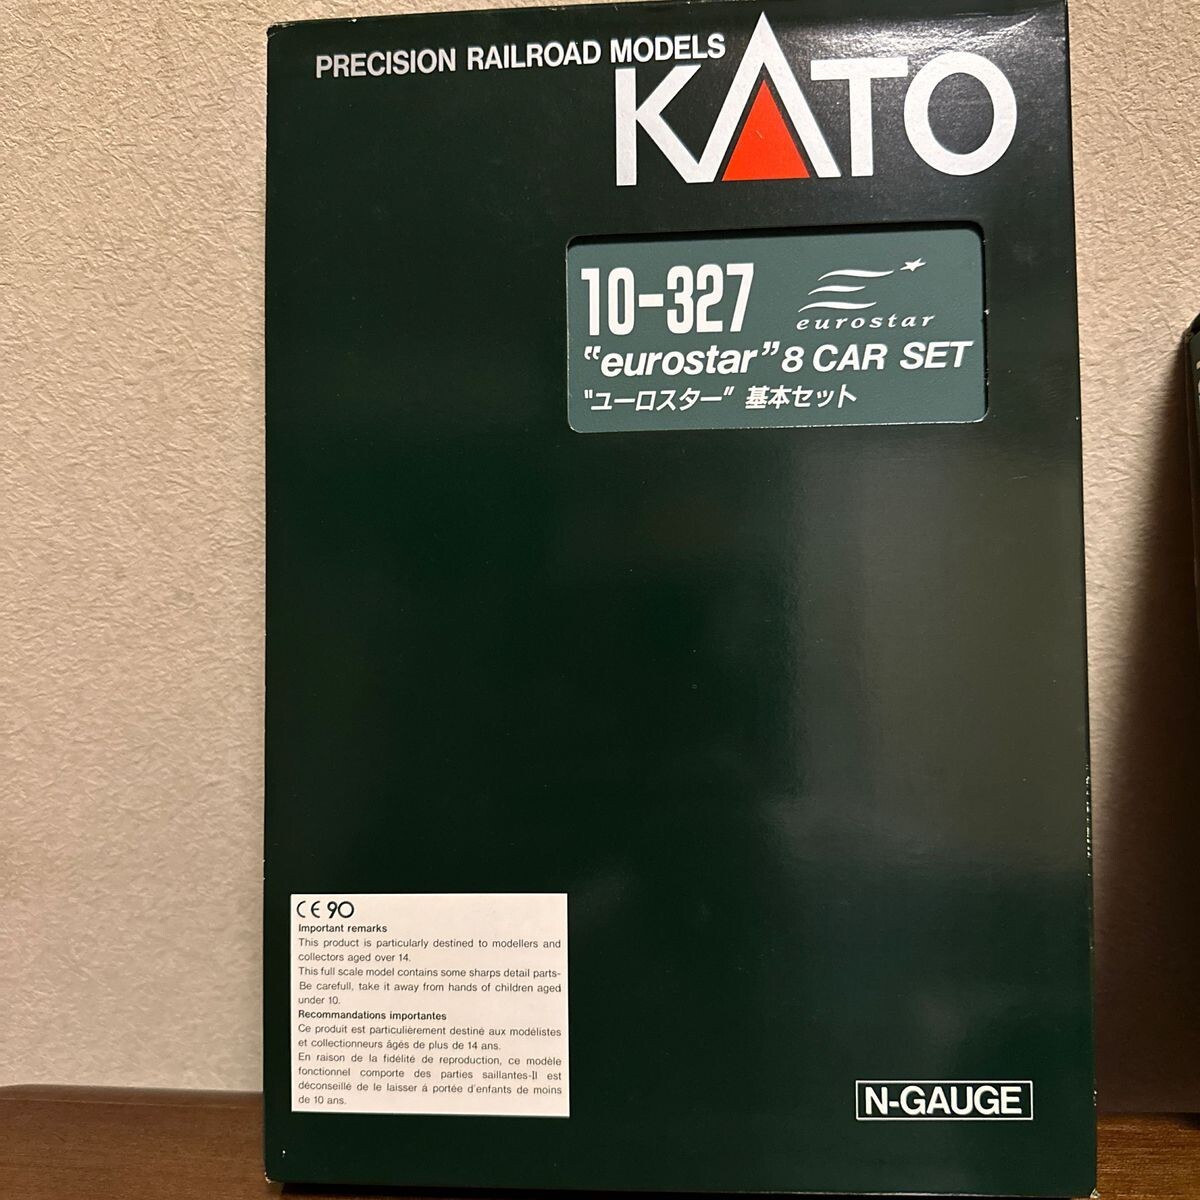 PRECISION RAILROAD MODELS
KATO
10-327
eurostar
"eurostar" 8 CAR SET
"ユーロスター" 基本セット
CE 90
Important remarks
This product is particularly destined to modellers and
collectors aged over 14.
This full scale model contains some sharps detail parts-
Be carefull, take it away from hands of children aged
under 10.
Recommandations importantes
Ce produit est particulièrement destiné aux modélistes
et collectionneurs âgés de plus de 14 ans.
En raison de la fidélité de reproduction, ce modèle
fonctionnel comporte des parties saillantes-Il est
déconseillé de le laisser à portée d'enfants de moins
de 10 ans.
N-GAUGE